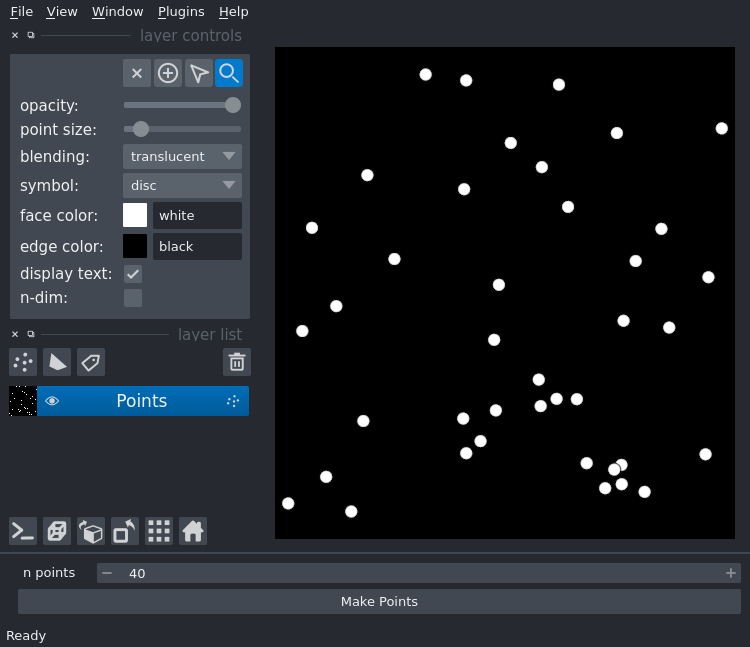 File View Window Plugins Help
layer controls
opacity:
point size:
blending: translucent
symbol: disc
face color: white
edge color: black
display text:
n-dim:
layer list
Points
n points 40
Make Points
Ready